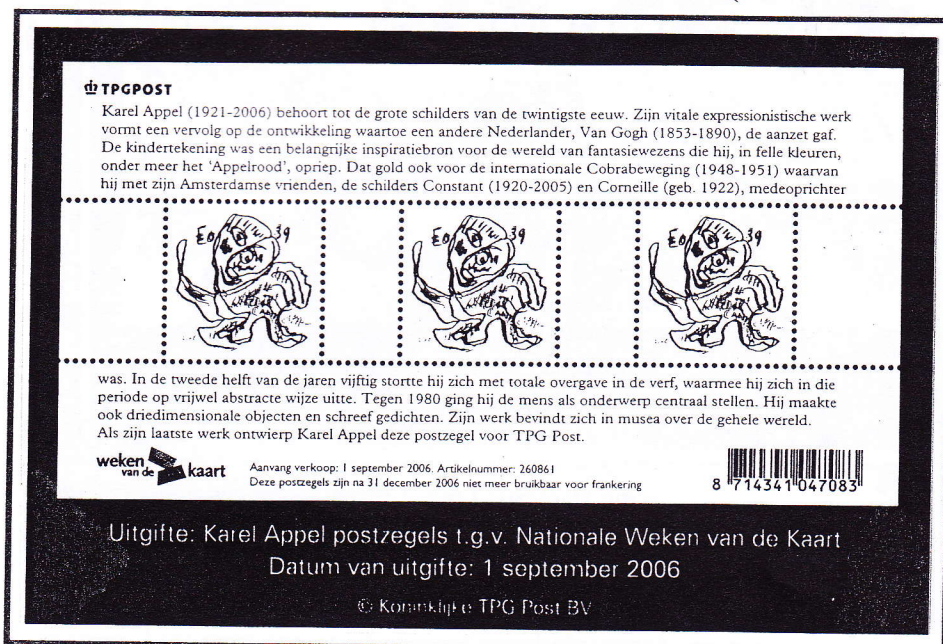 TPGPOST
Karel Appel (1921-2006) behoort tot de grote schilders van de twintigste eeuw. Zijn vitale expressionistische werk
vormt een vervolg op de ontwikkeling waartoe een andere Nederlander, Van Gogh (1853-1890), de aanzet gaf.
De kindertekening was een belangrijke inspiratiebron voor de wereld van fantasiewezens die hij, in felle kleuren,
onder meer het 'Appelrood', opriep. Dat gold ook voor de internationale Cobrabeweging (1948-1951) waarvan
hij met zijn Amsterdamse vrienden, de schilders Constant (1920-2005) en Corneille (geb. 1922), medeoprichter
€0 39 €0 39 €0 39
was. In de tweede helft van de jaren vijftig stortte hij zich met totale overgave in de verf, waarmee hij zich in die
periode op vrijwel abstracte wijze uitte. Tegen 1980 ging hij de mens als onderwerp centraal stellen. Hij maakte
ook driedimensionale objecten en schreef gedichten. Zijn werk bevindt zich in musea over de gehele wereld.
Als zijn laatste werk ontwierp Karel Appel deze postzegel voor TPG Post.
weken
van de kaart
Aanvang verkoop: 1 september 2006. Artikelnummer: 260861
Deze postzegels zijn na 31 december 2006 niet meer bruikbaar voor frankering
8 714341 047083
Uitgifte: Karel Appel postzegels t.g.v. Nationale Weken van de Kaart
Datum van uitgifte: 1 september 2006
© Koninklijke TPG Post BV